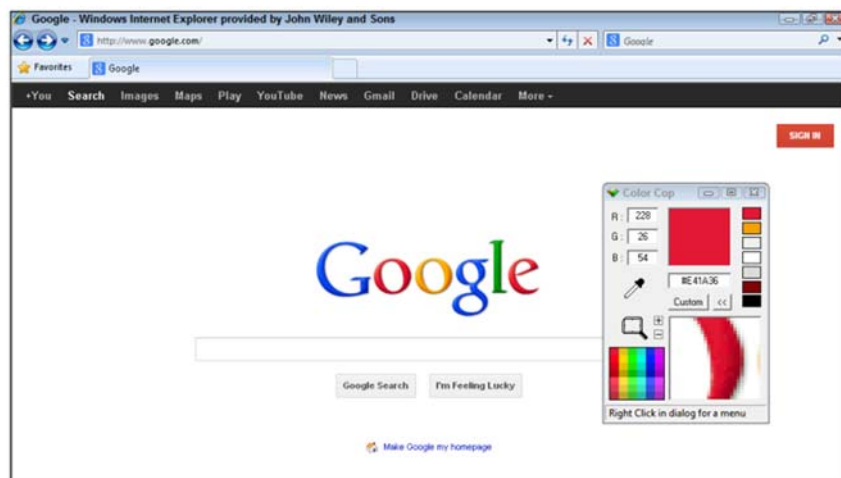 Google - Windows Internet Explorer provided by John Wiley and Sons
http://www.google.com/
Google
Favorites
Google
+You Search Images Maps Play YouTube News Gmail Drive Calendar More
SIGN IN
Color Cop
R: 228
G: 26
B: 54
#E41A36
Custom <<
Right Click in dialog for a menu
Google
Google Search I'm Feeling Lucky
Make Google my homepage